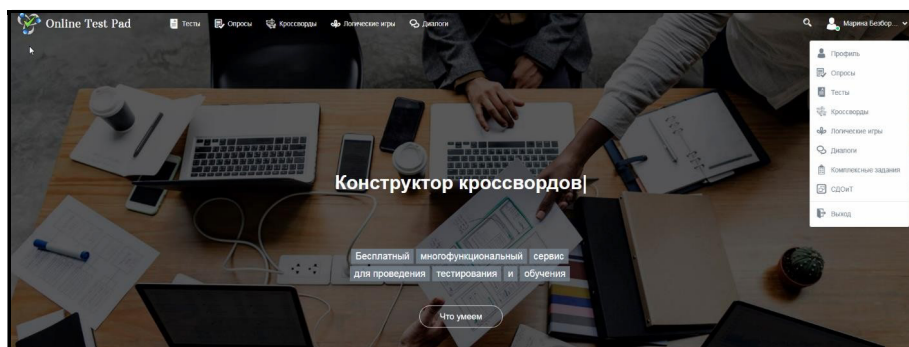 Online Test Pad
Тесты
Опросы
Кроссворды
Логические игры
Диалоги
Марина Безбор...
Профиль
Опросы
Тесты
Кроссворды
Логические игры
Диалоги
Комплексные задания
СДОиТ
Выход
Конструктор кроссвордов|
Бесплатный многофункциональный сервис
для проведения тестирования и обучения
Что умеем